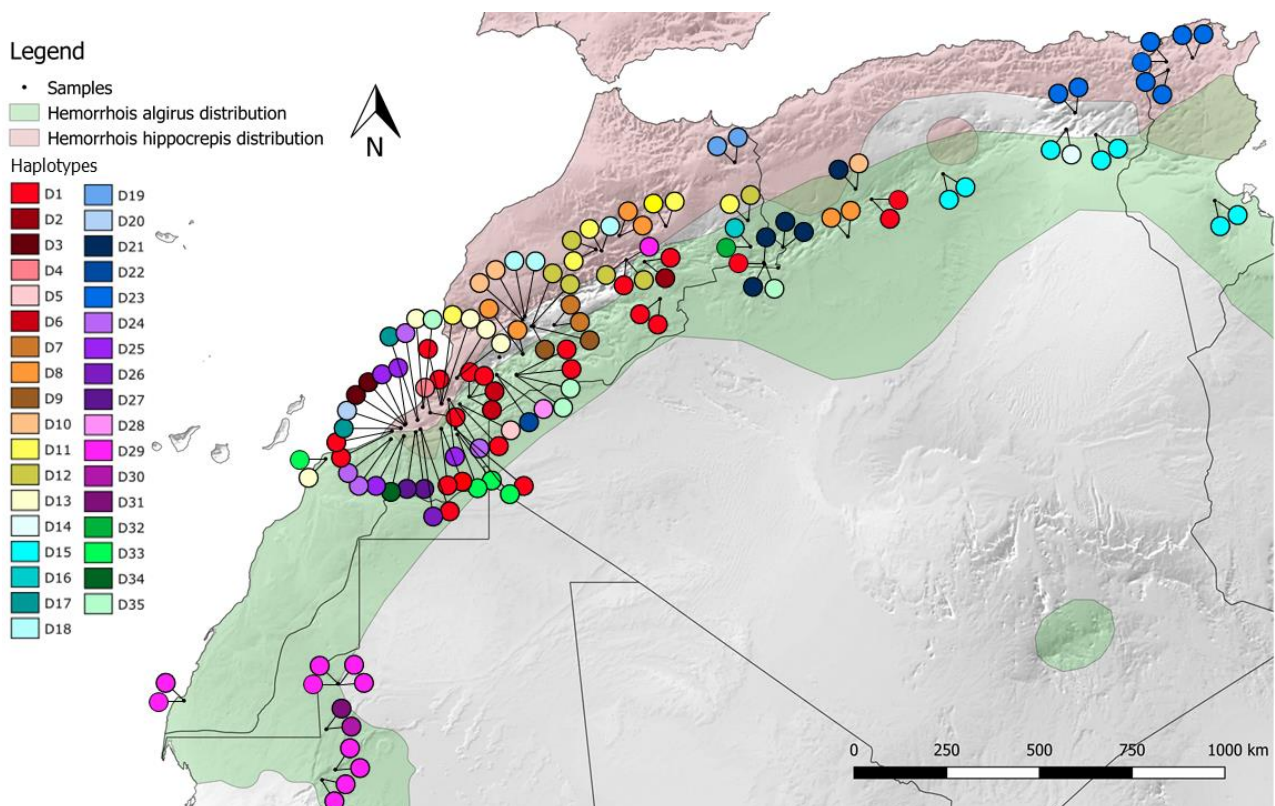 Legend
Samples
Hemorrhois algirus distribution
Hemorrhois hippocrepis distribution
Haplotypes
D1
D2
D3
D4
D5
D6
D7
D8
D9
D10
D11
D12
D13
D14
D15
D16
D17
D18
D19
D20
D21
D22
D23
D24
D25
D26
D27
D28
D29
D30
D31
D32
D33
D34
D35
N
0 250 500 750 1000 km